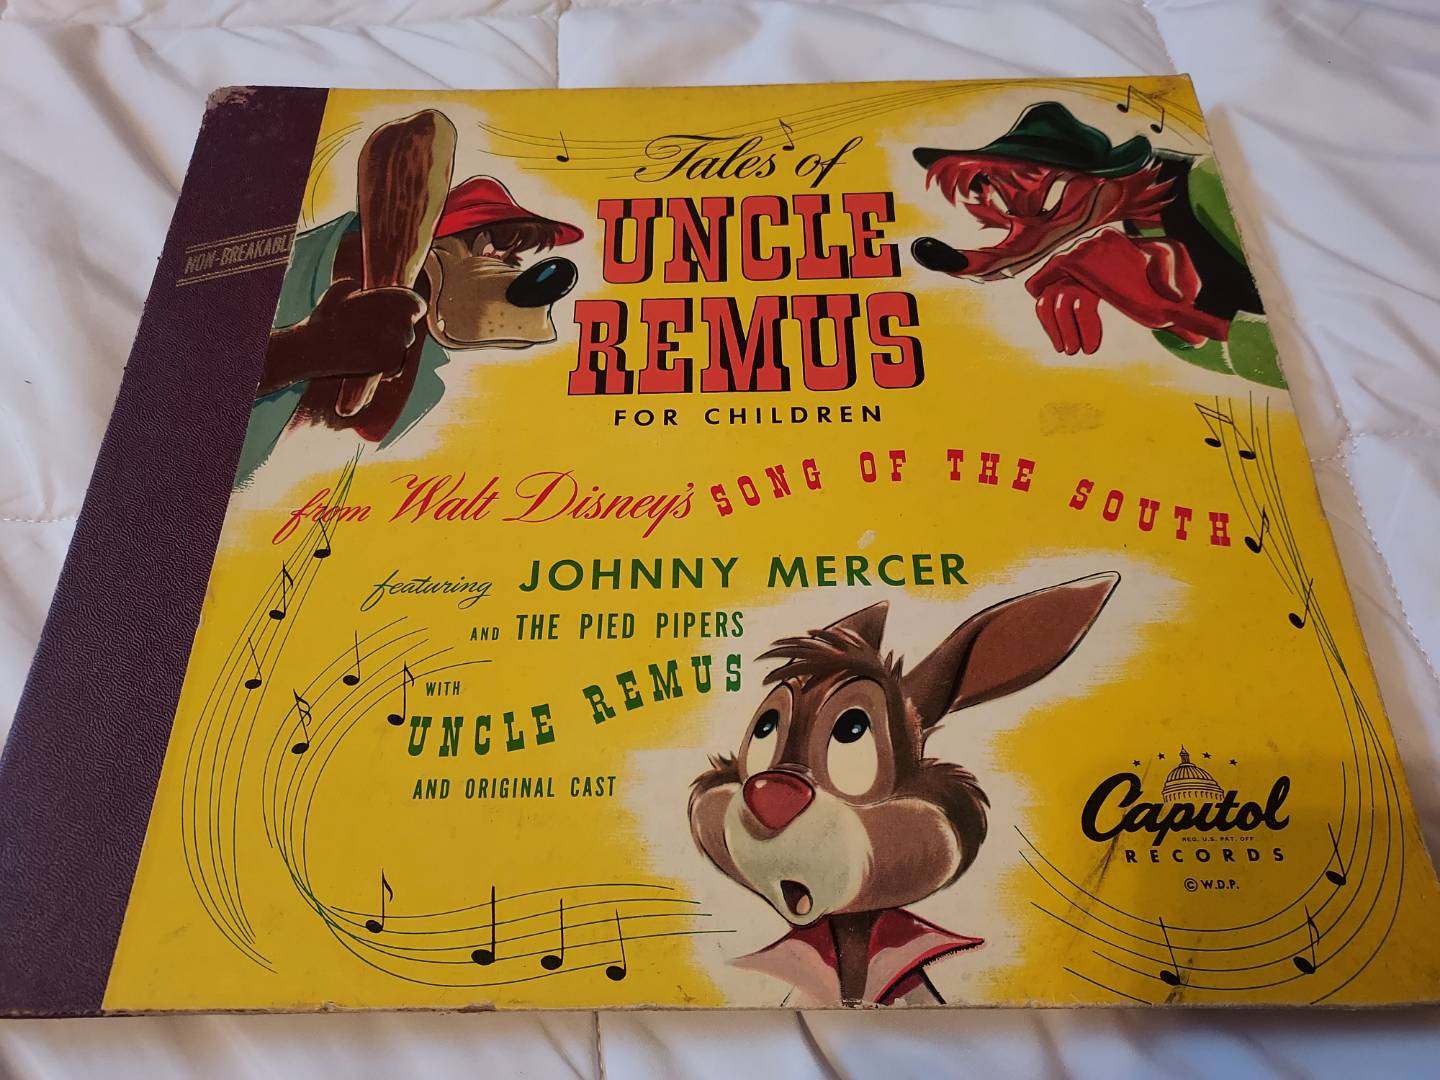 NON-BREAKABLE
Tales of
UNCLE
REMUS
FOR CHILDREN
from Walt Disney's SONG OF THE SOUTH
featuring JOHNNY MERCER
AND THE PIED PIPERS
WITH
UNCLE REMUS
AND ORIGINAL CAST
Capitol
REG. U.S. PAT. OFF
RECORDS
© W.D.P.